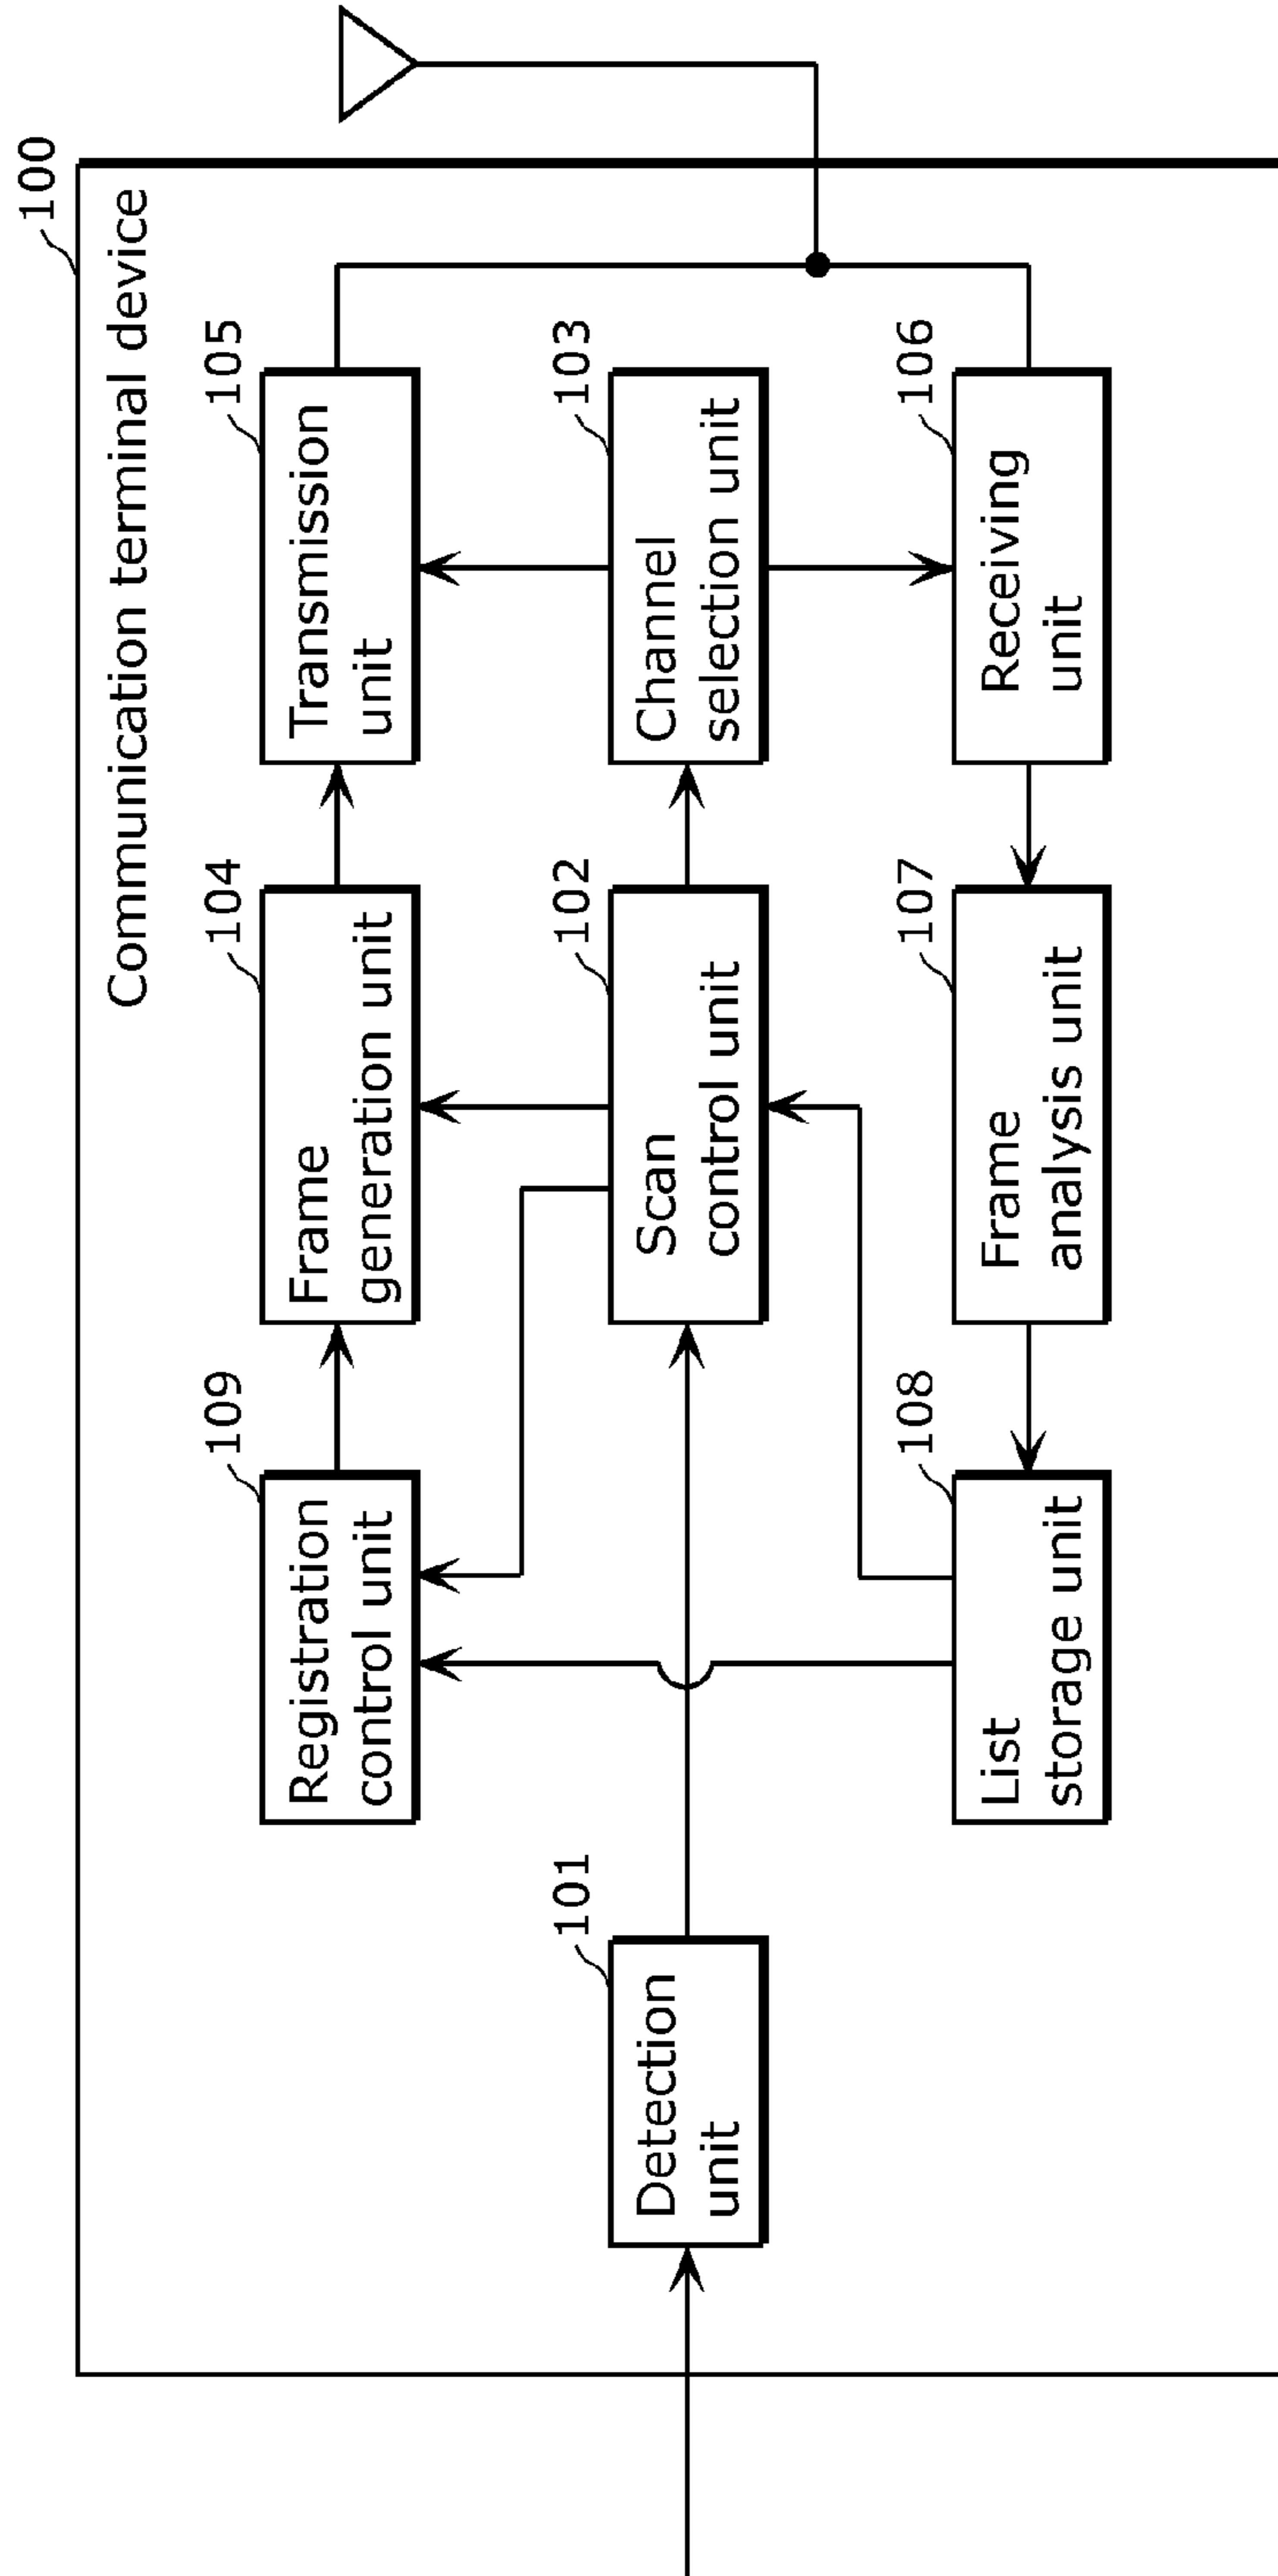 100
Communication terminal device
109
Registration
control unit
104
Frame
generation unit
105
Transmission
unit
101
Detection
unit
102
Scan
control unit
103
Channel
selection unit
108
List
storage unit
107
Frame
analysis unit
106
Receiving
unit